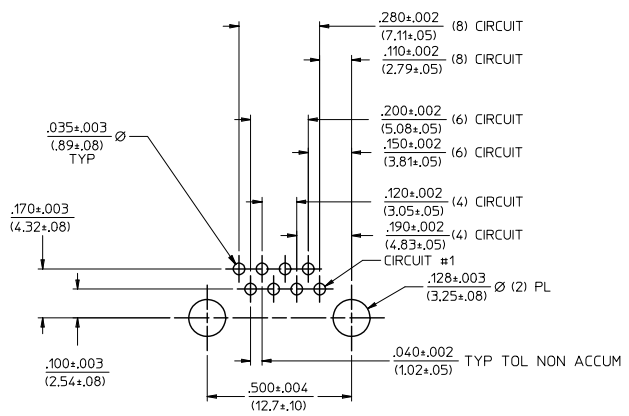 .280±.002 (8) CIRCUIT
(7.11±.05)
.110±.002 (8) CIRCUIT
(2.79±.05)
.200±.002 (6) CIRCUIT
(5.08±.05)
.150±.002 (6) CIRCUIT
(3.81±.05)
.035±.003 Ø
(.89±.08)
TYP
.170±.003
(4.32±.08)
.120±.002 (4) CIRCUIT
(3.05±.05)
.190±.002 (4) CIRCUIT
(4.83±.05)
CIRCUIT #1
.128±.003 Ø (2) PL
(3.25±.08)
.100±.003
(2.54±.08)
.040±.002 TYP TOL NON ACCUM
(1.02±.05)
.500±.004
(12.7±.10)